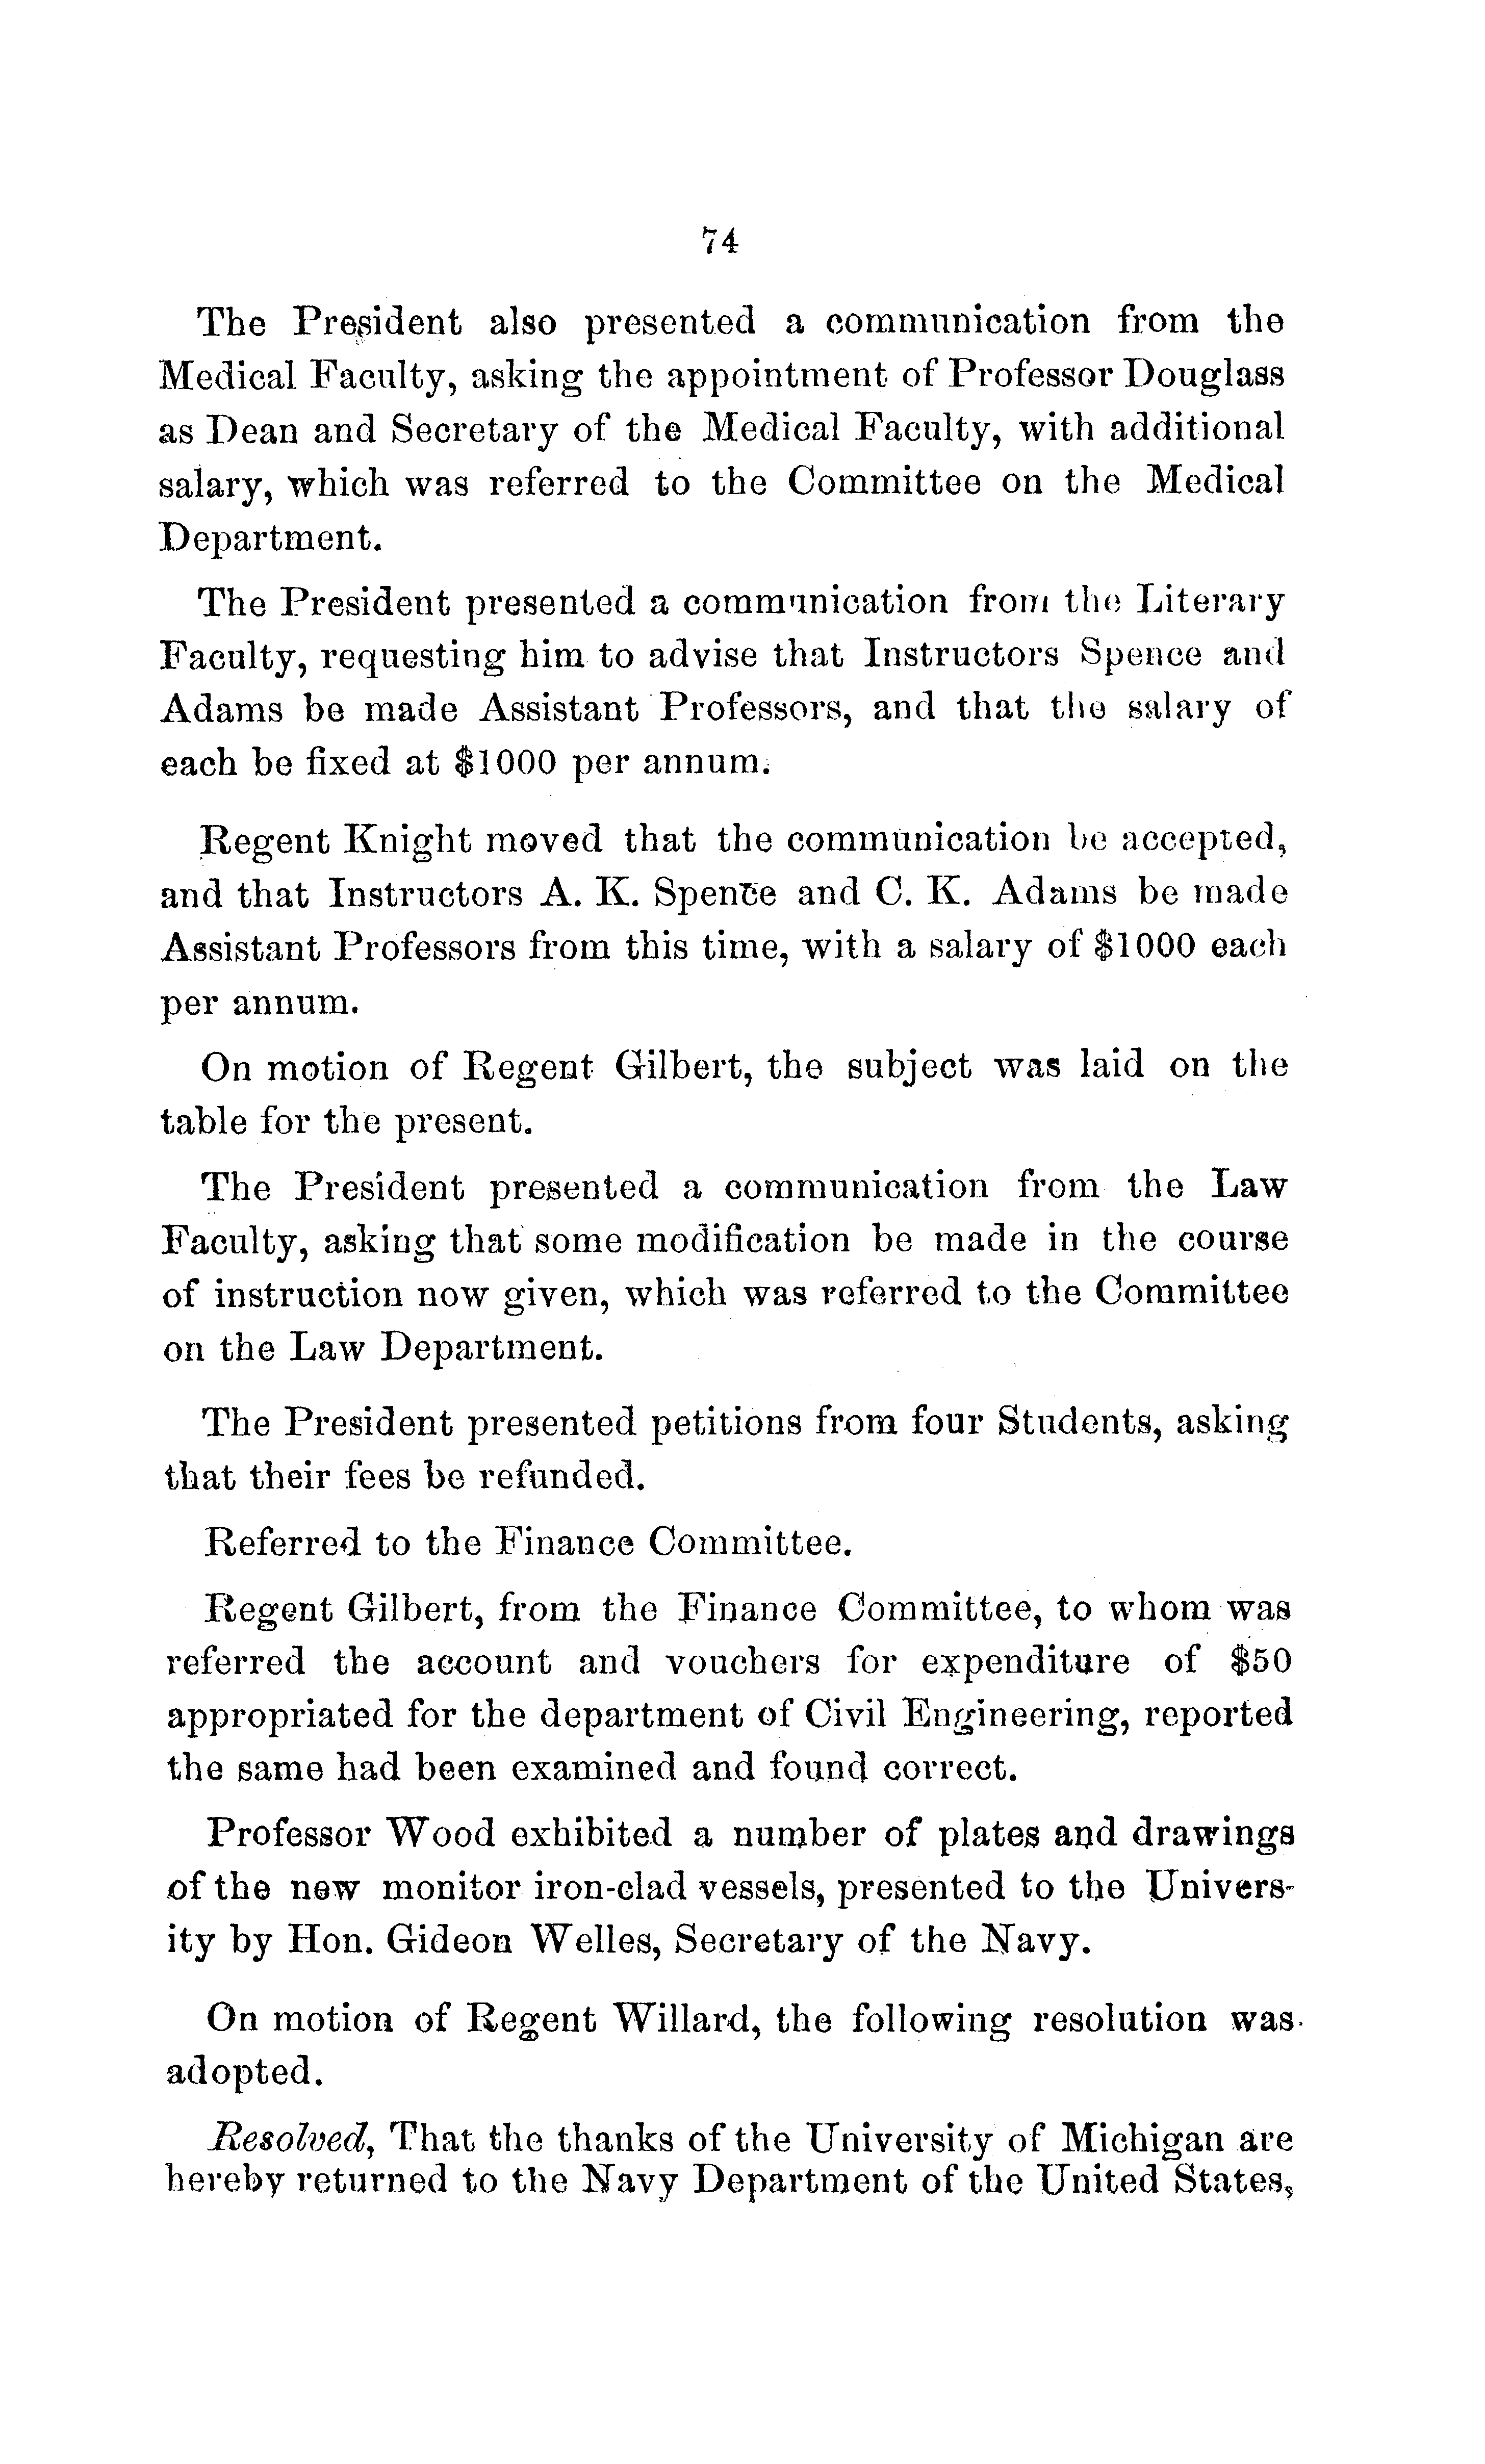 74
The President also presented a communication from the
Medical Faculty, asking the appointment of Professor Douglass
as Dean and Secretary of the Medical Faculty, with additional
salary, which was referred to the Committee on the Medical
Department.
The President presented a communication from the Literary
Faculty, requesting him to advise that Instructors Spence and
Adams be made Assistant Professors, and that the salary of
each be fixed at $1000 per annum.
Regent Knight moved that the communication be accepted,
and that Instructors A. K. Spence and C. K. Adams be made
Assistant Professors from this time, with a salary of $1000 each
per annum.
On motion of Regent Gilbert, the subject was laid on the
table for the present.
The President presented a communication from the Law
Faculty, asking that some modification be made in the course
of instruction now given, which was referred to the Committee
on the Law Department.
The President presented petitions from four Students, asking
that their fees be refunded.
Referred to the Finance Committee.
Regent Gilbert, from the Finance Committee, to whom was
referred the account and vouchers for expenditure of $50
appropriated for the department of Civil Engineering, reported
the same had been examined and found correct.
Professor Wood exhibited a number of plates and drawings
of the new monitor iron-clad vessels, presented to the Univers-
ity by Hon. Gideon Welles, Secretary of the Navy.
On motion of Regent Willard, the following resolution was
adopted.
Resolved, That the thanks of the University of Michigan are
hereby returned to the Navy Department of the United States,